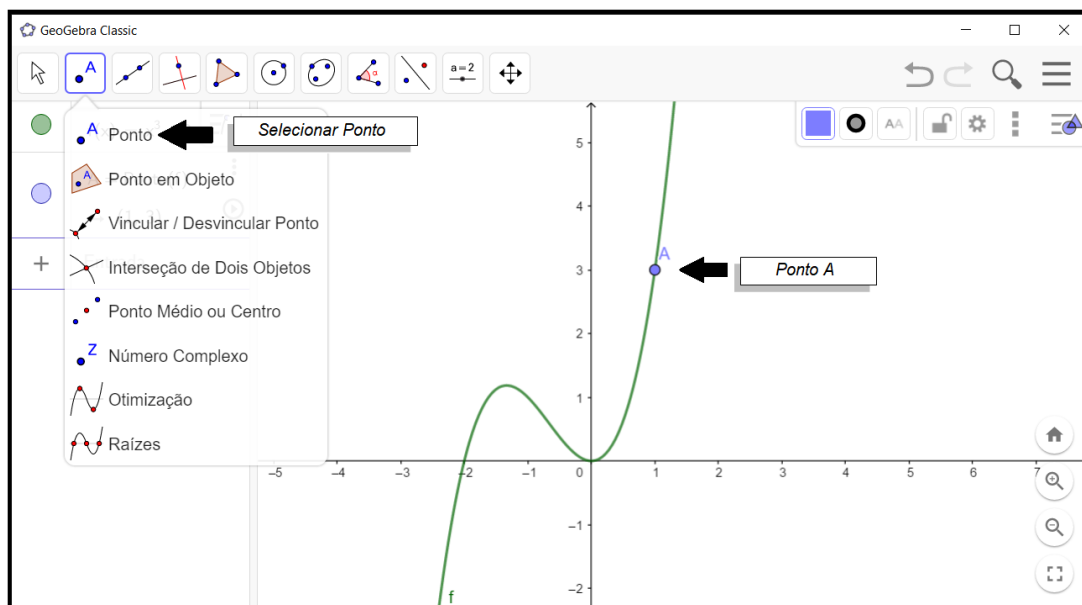 GeoGebra Classic
A
α
a=2
A Ponto
Selecionar Ponto
AA
A Ponto em Objeto
Vincular / Desvincular Ponto
Interseção de Dois Objetos
Ponto Médio ou Centro
Z Número Complexo
Otimização
Raízes
+
5
4
3
2
1
A
Ponto A
–5 –4 –3 –2 –1 0 1 2 3 4 5 6 7
–1
–2
f